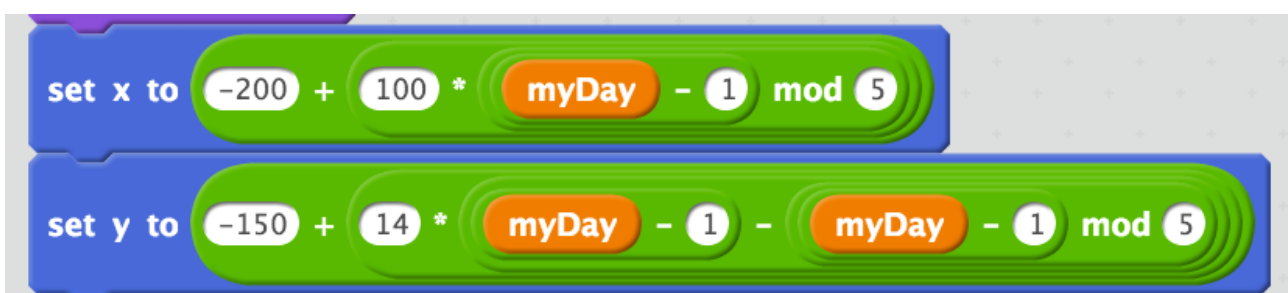 set x to -200 + 100 * myDay - 1 mod 5
set y to -150 + 14 * myDay - 1 - myDay - 1 mod 5